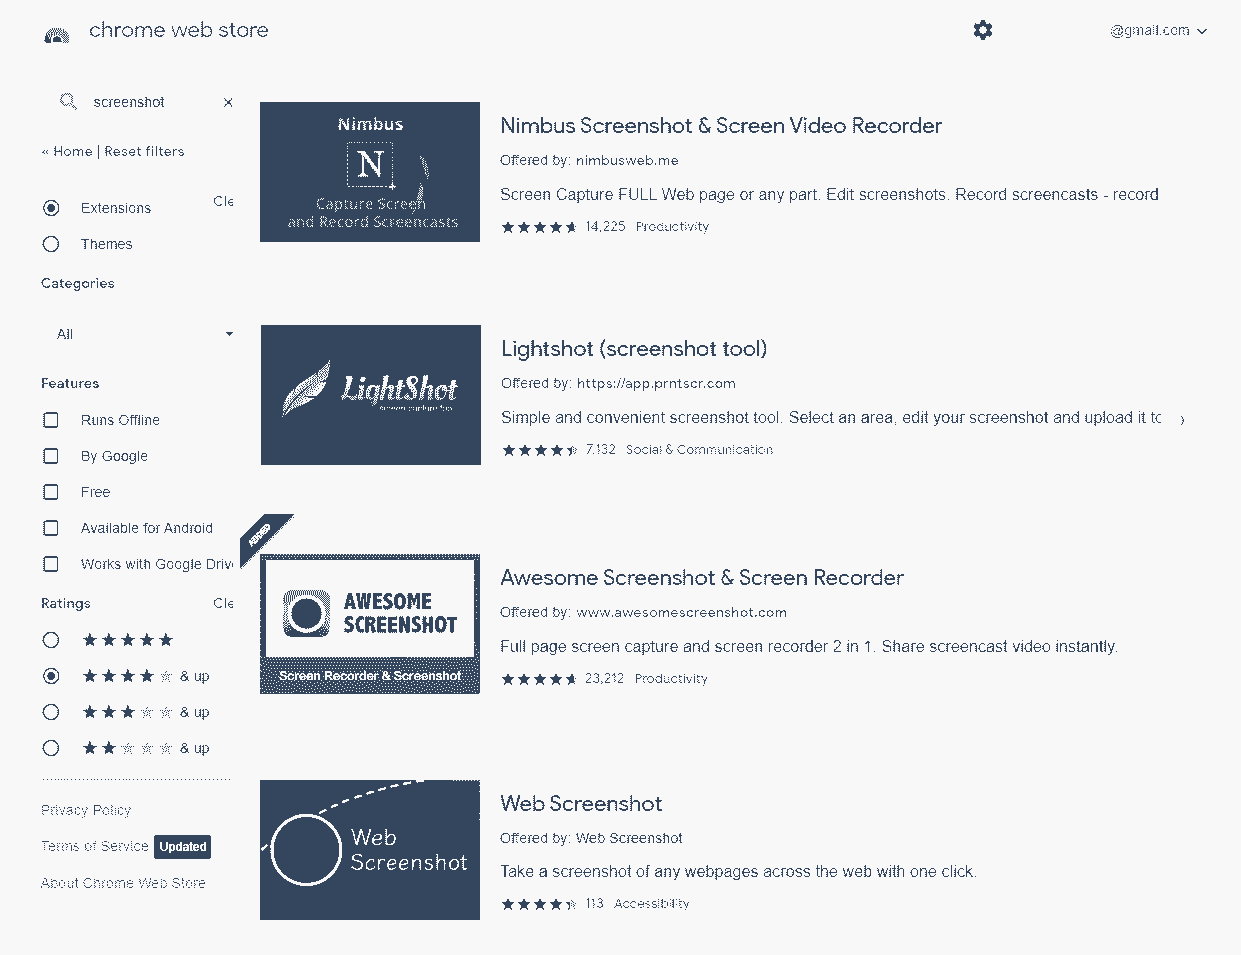 chrome web store
@gmail.com
screenshot
« Home | Reset filters
Extensions
Cle
Themes
Categories
All
Features
Runs Offline
By Google
Free
Available for Android
Works with Google Driv
Ratings
Cle
& up
& up
& up
Privacy Policy
Terms of Service Updated
About Chrome Web Store
Nimbus
N
Capture Screen
and Record Screencasts
Nimbus Screenshot & Screen Video Recorder
Offered by: nimbusweb.me
Screen Capture FULL Web page or any part. Edit screenshots. Record screencasts - record
14,225 Productivity
LightShot
screen capture tool
Lightshot (screenshot tool)
Offered by: https://app.prntscr.com
Simple and convenient screenshot tool. Select an area, edit your screenshot and upload it to
7,132 Social & Communication
ADDED
AWESOME
SCREENSHOT
Screen Recorder & Screenshot
Awesome Screenshot & Screen Recorder
Offered by: www.awesomescreenshot.com
Full page screen capture and screen recorder 2 in 1. Share screencast video instantly.
23,212 Productivity
Web
Screenshot
Web Screenshot
Offered by: Web Screenshot
Take a screenshot of any webpages across the web with one click.
113 Accessibility